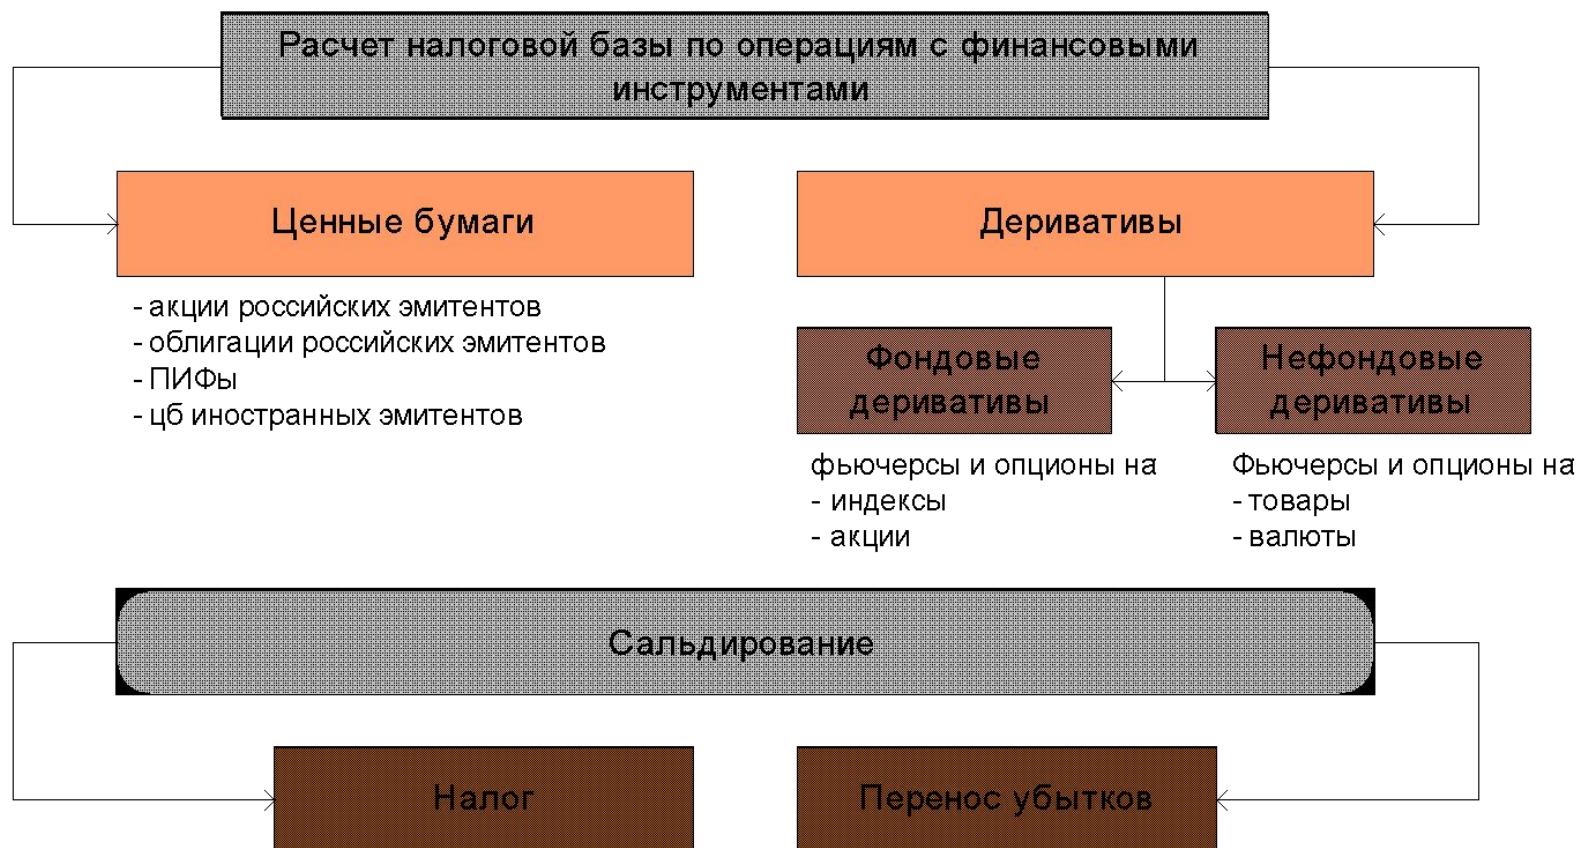 Расчет налоговой базы по операциям с финансовыми
инструментами
Ценные бумаги
Деривативы
- акции российских эмитентов
- облигации российских эмитентов
- ПИФы
- цб иностранных эмитентов
Фондовые
деривативы
Нефондовые
деривативы
фьючерсы и опционы на
- индексы
- акции
Фьючерсы и опционы на
- товары
- валюты
Сальдирование
Налог
Перенос убытков